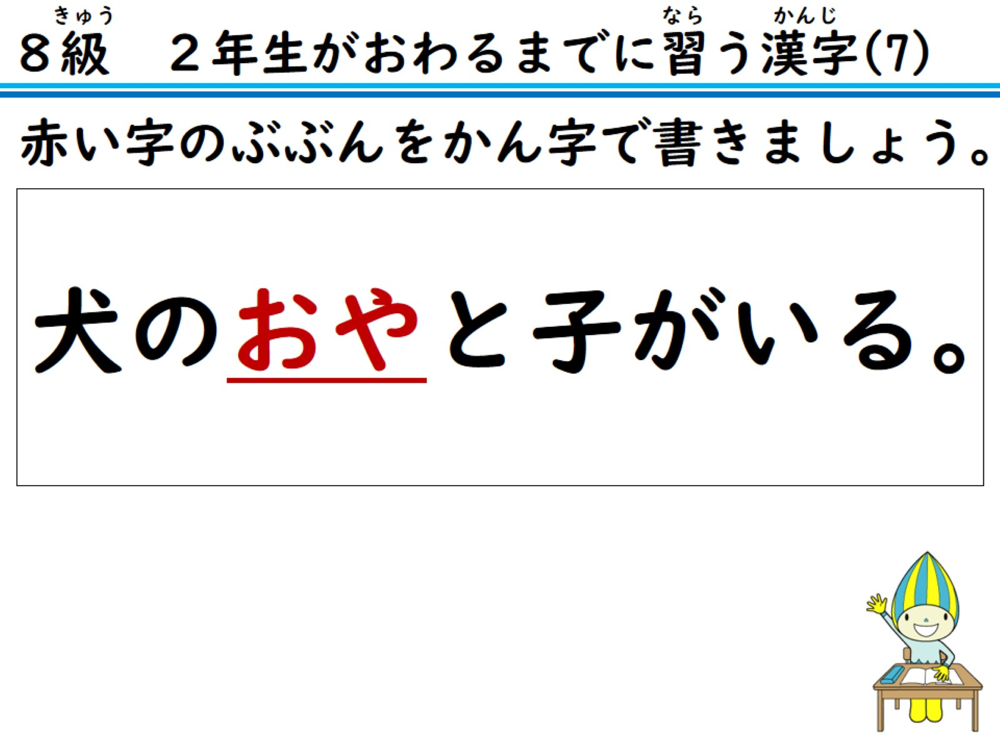 きゅう なら かんじ
８級　２年生がおわるまでに習う漢字(7)
赤い字のぶぶんをかん字で書きましょう。
犬のおやと子がいる。